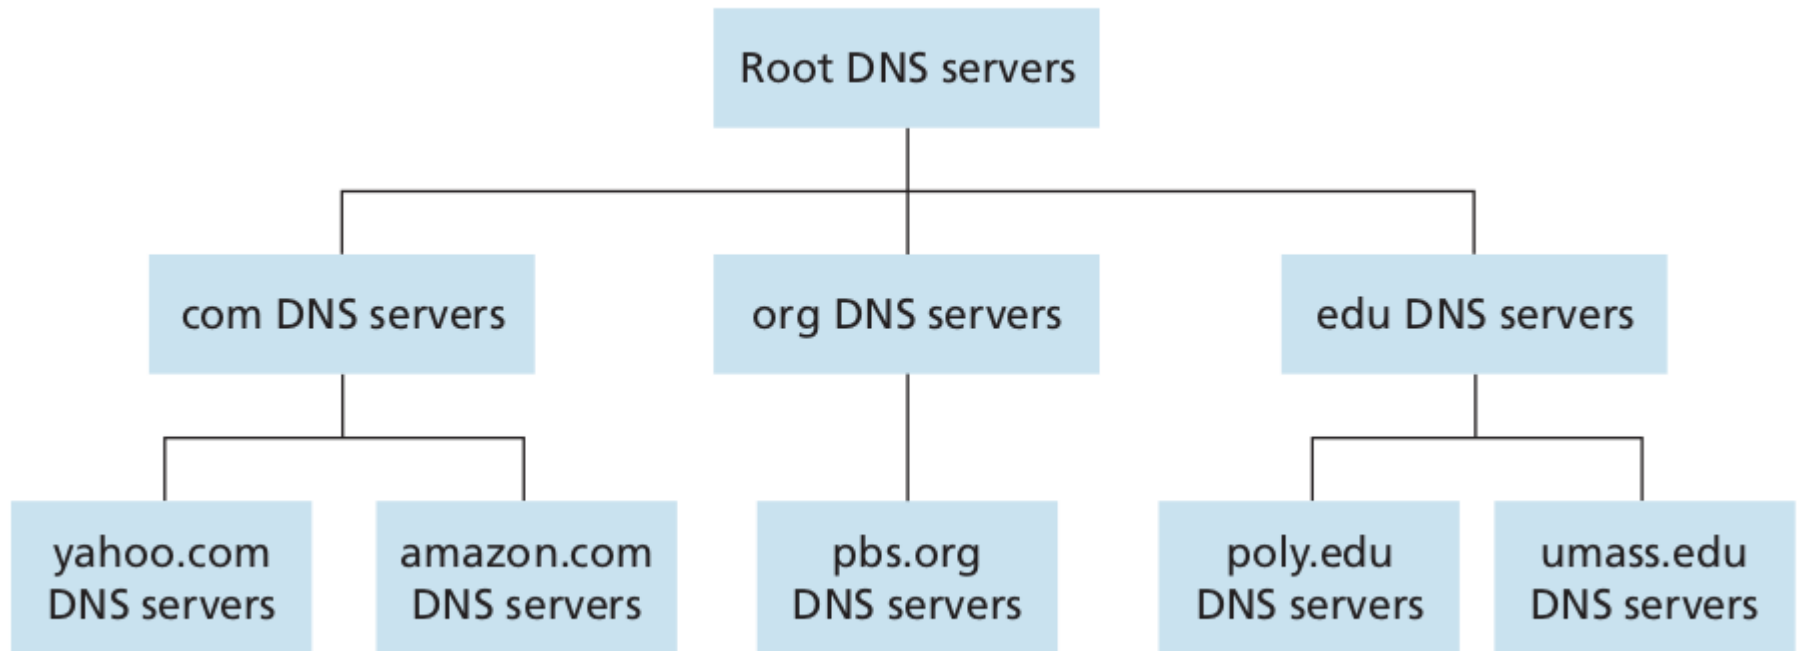 Root DNS servers
com DNS servers
org DNS servers
edu DNS servers
yahoo.com
DNS servers
amazon.com
DNS servers
pbs.org
DNS servers
poly.edu
DNS servers
umass.edu
DNS servers